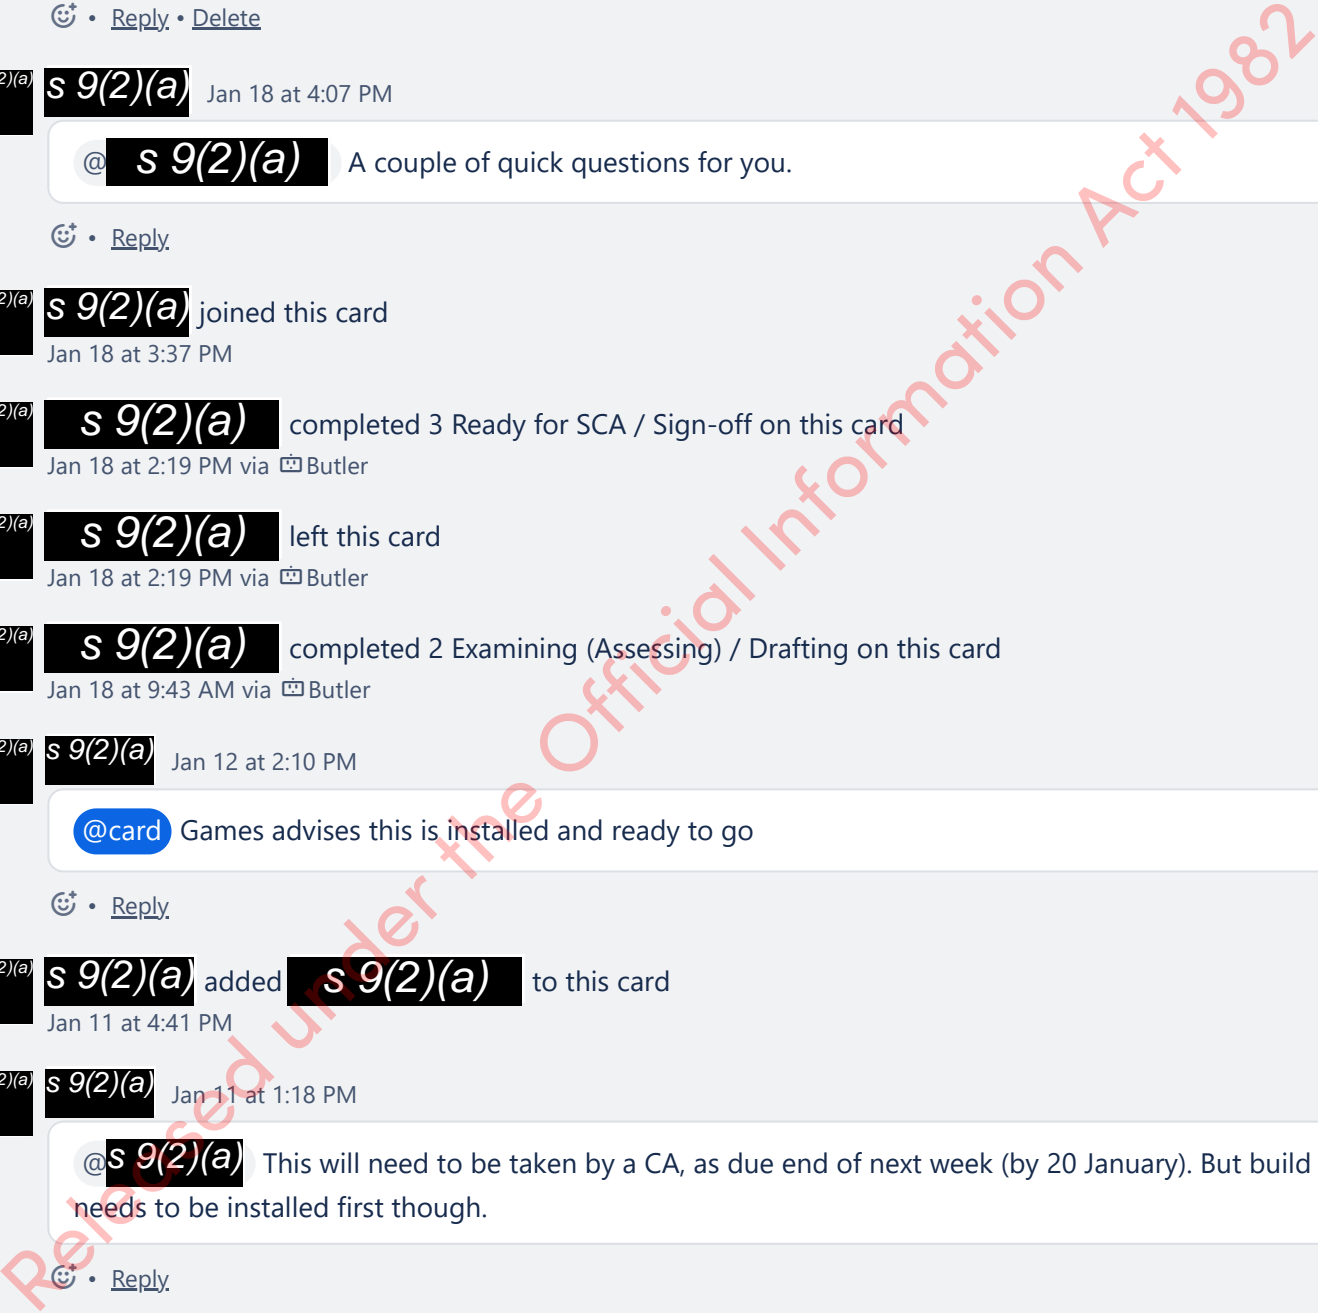 • Reply • Delete
2)(a) s 9(2)(a) Jan 18 at 4:07 PM
@ s 9(2)(a) A couple of quick questions for you.
• Reply
2)(a) s 9(2)(a) joined this card
Jan 18 at 3:37 PM
2)(a) s 9(2)(a) completed 3 Ready for SCA / Sign-off on this card
Jan 18 at 2:19 PM via Butler
2)(a) s 9(2)(a) left this card
Jan 18 at 2:19 PM via Butler
2)(a) s 9(2)(a) completed 2 Examining (Assessing) / Drafting on this card
Jan 18 at 9:43 AM via Butler
2)(a) s 9(2)(a) Jan 12 at 2:10 PM
@card Games advises this is installed and ready to go
• Reply
2)(a) s 9(2)(a) added s 9(2)(a) to this card
Jan 11 at 4:41 PM
2)(a) s 9(2)(a) Jan 11 at 1:18 PM
@s 9(2)(a) This will need to be taken by a CA, as due end of next week (by 20 January). But build
needs to be installed first though.
• Reply
Released under the Official Information Act 1982